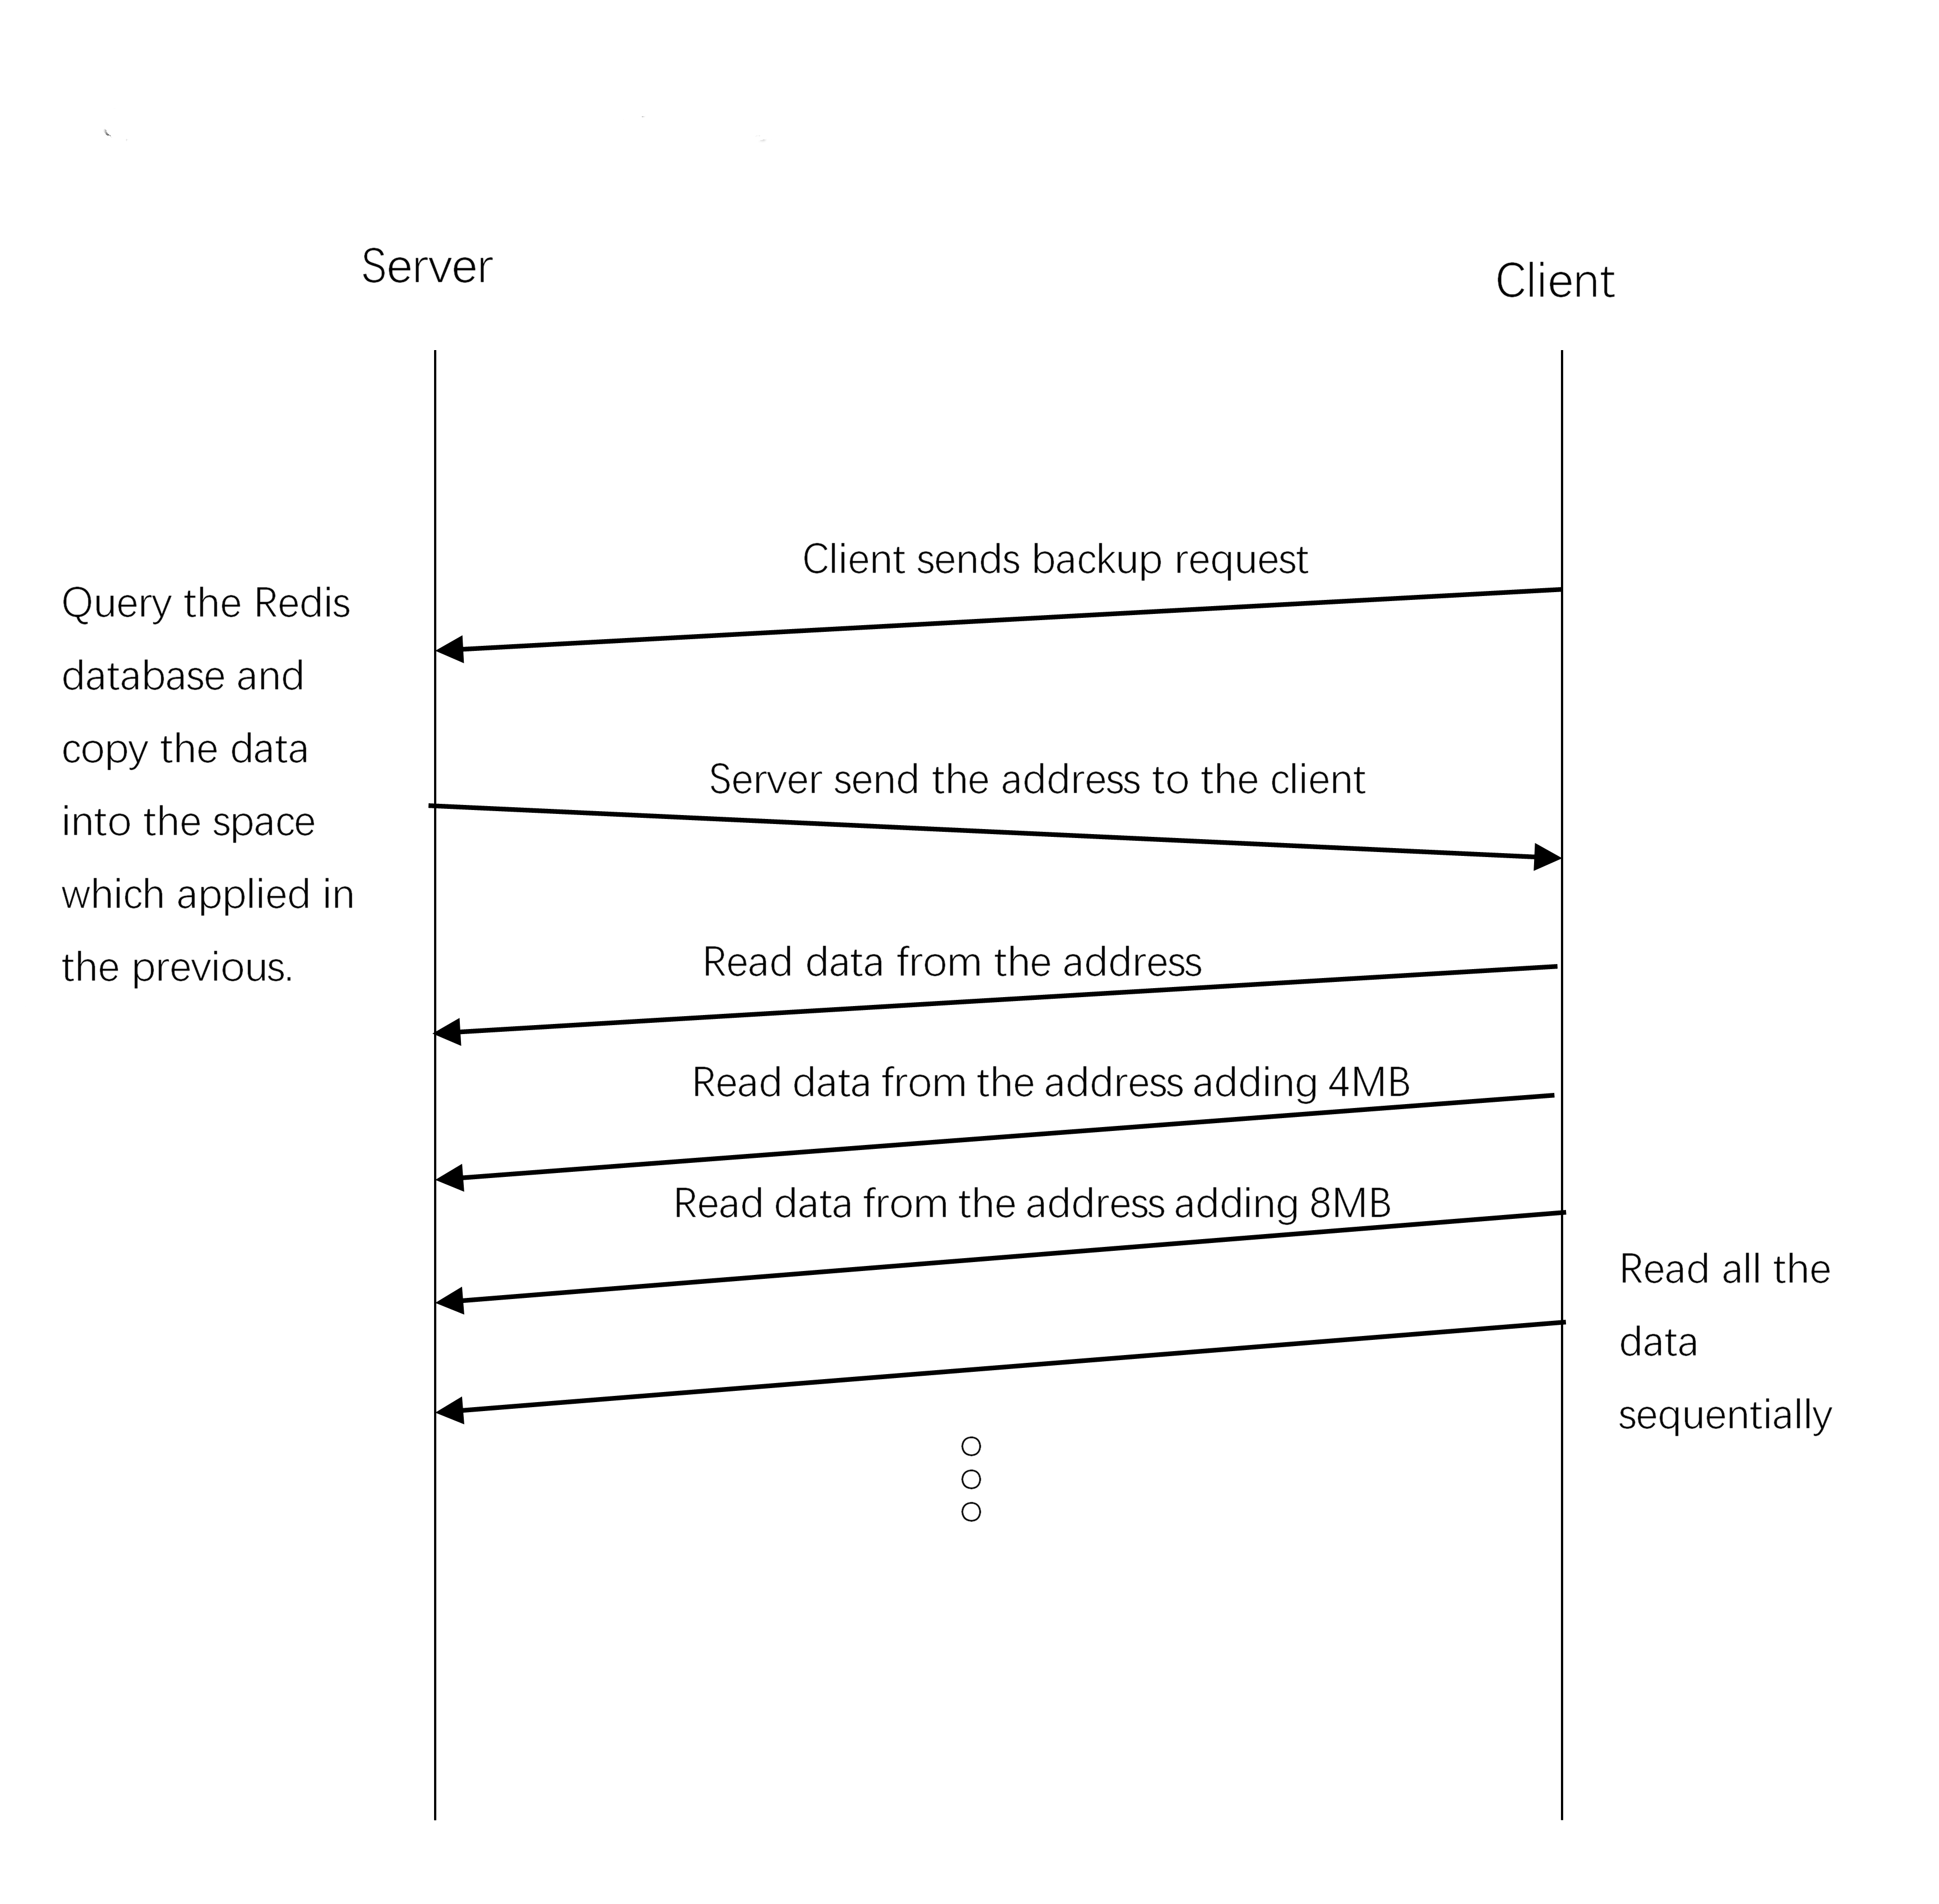 Server
Client
Client sends backup request
Query the Redis
database and
copy the data
into the space
which applied in
the previous.
Server send the address to the client
Read data from the address
Read data from the address adding 4MB
Read data from the address adding 8MB
Read all the
data
sequentially